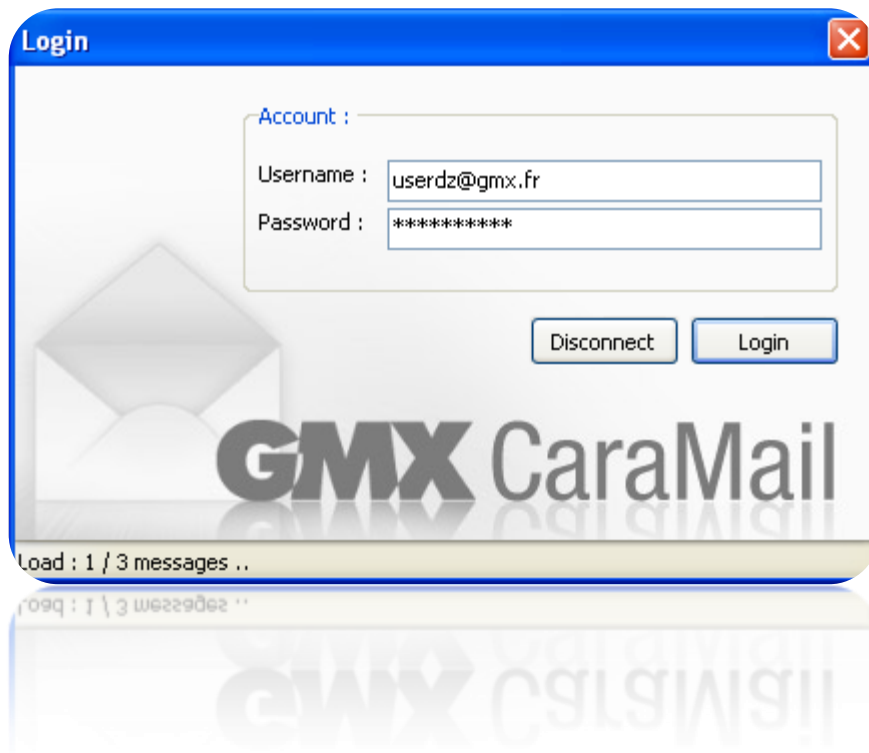 Login
Account :
Username : userdz@gmx.fr
Password : **********
Disconnect Login
GMX CaraMail
Load : 1 / 3 messages ..